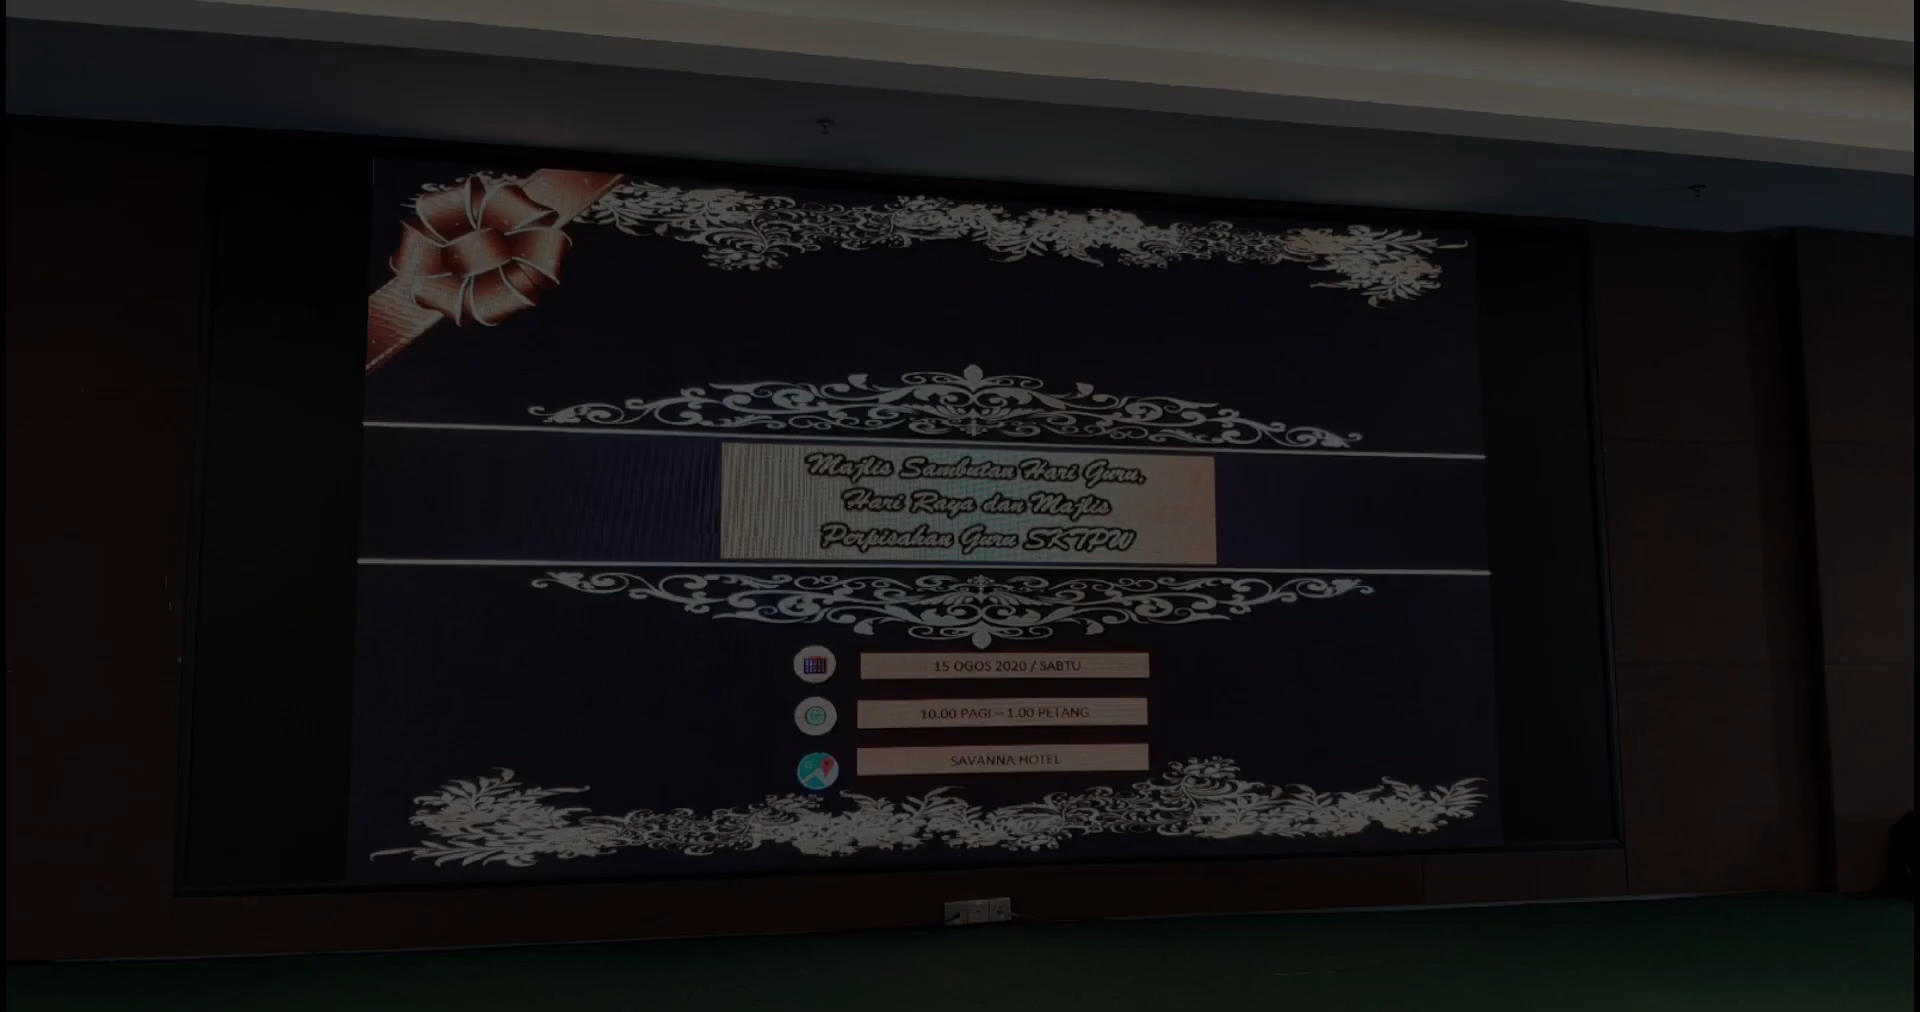 Majlis Sambutan Hari Guru,
Hari Raya dan Majlis
Perpisahan Guru SKTPW
15 OGOS 2020 / SABTU
10.00 PAGI – 1.00 PETANG
SAVANNA HOTEL